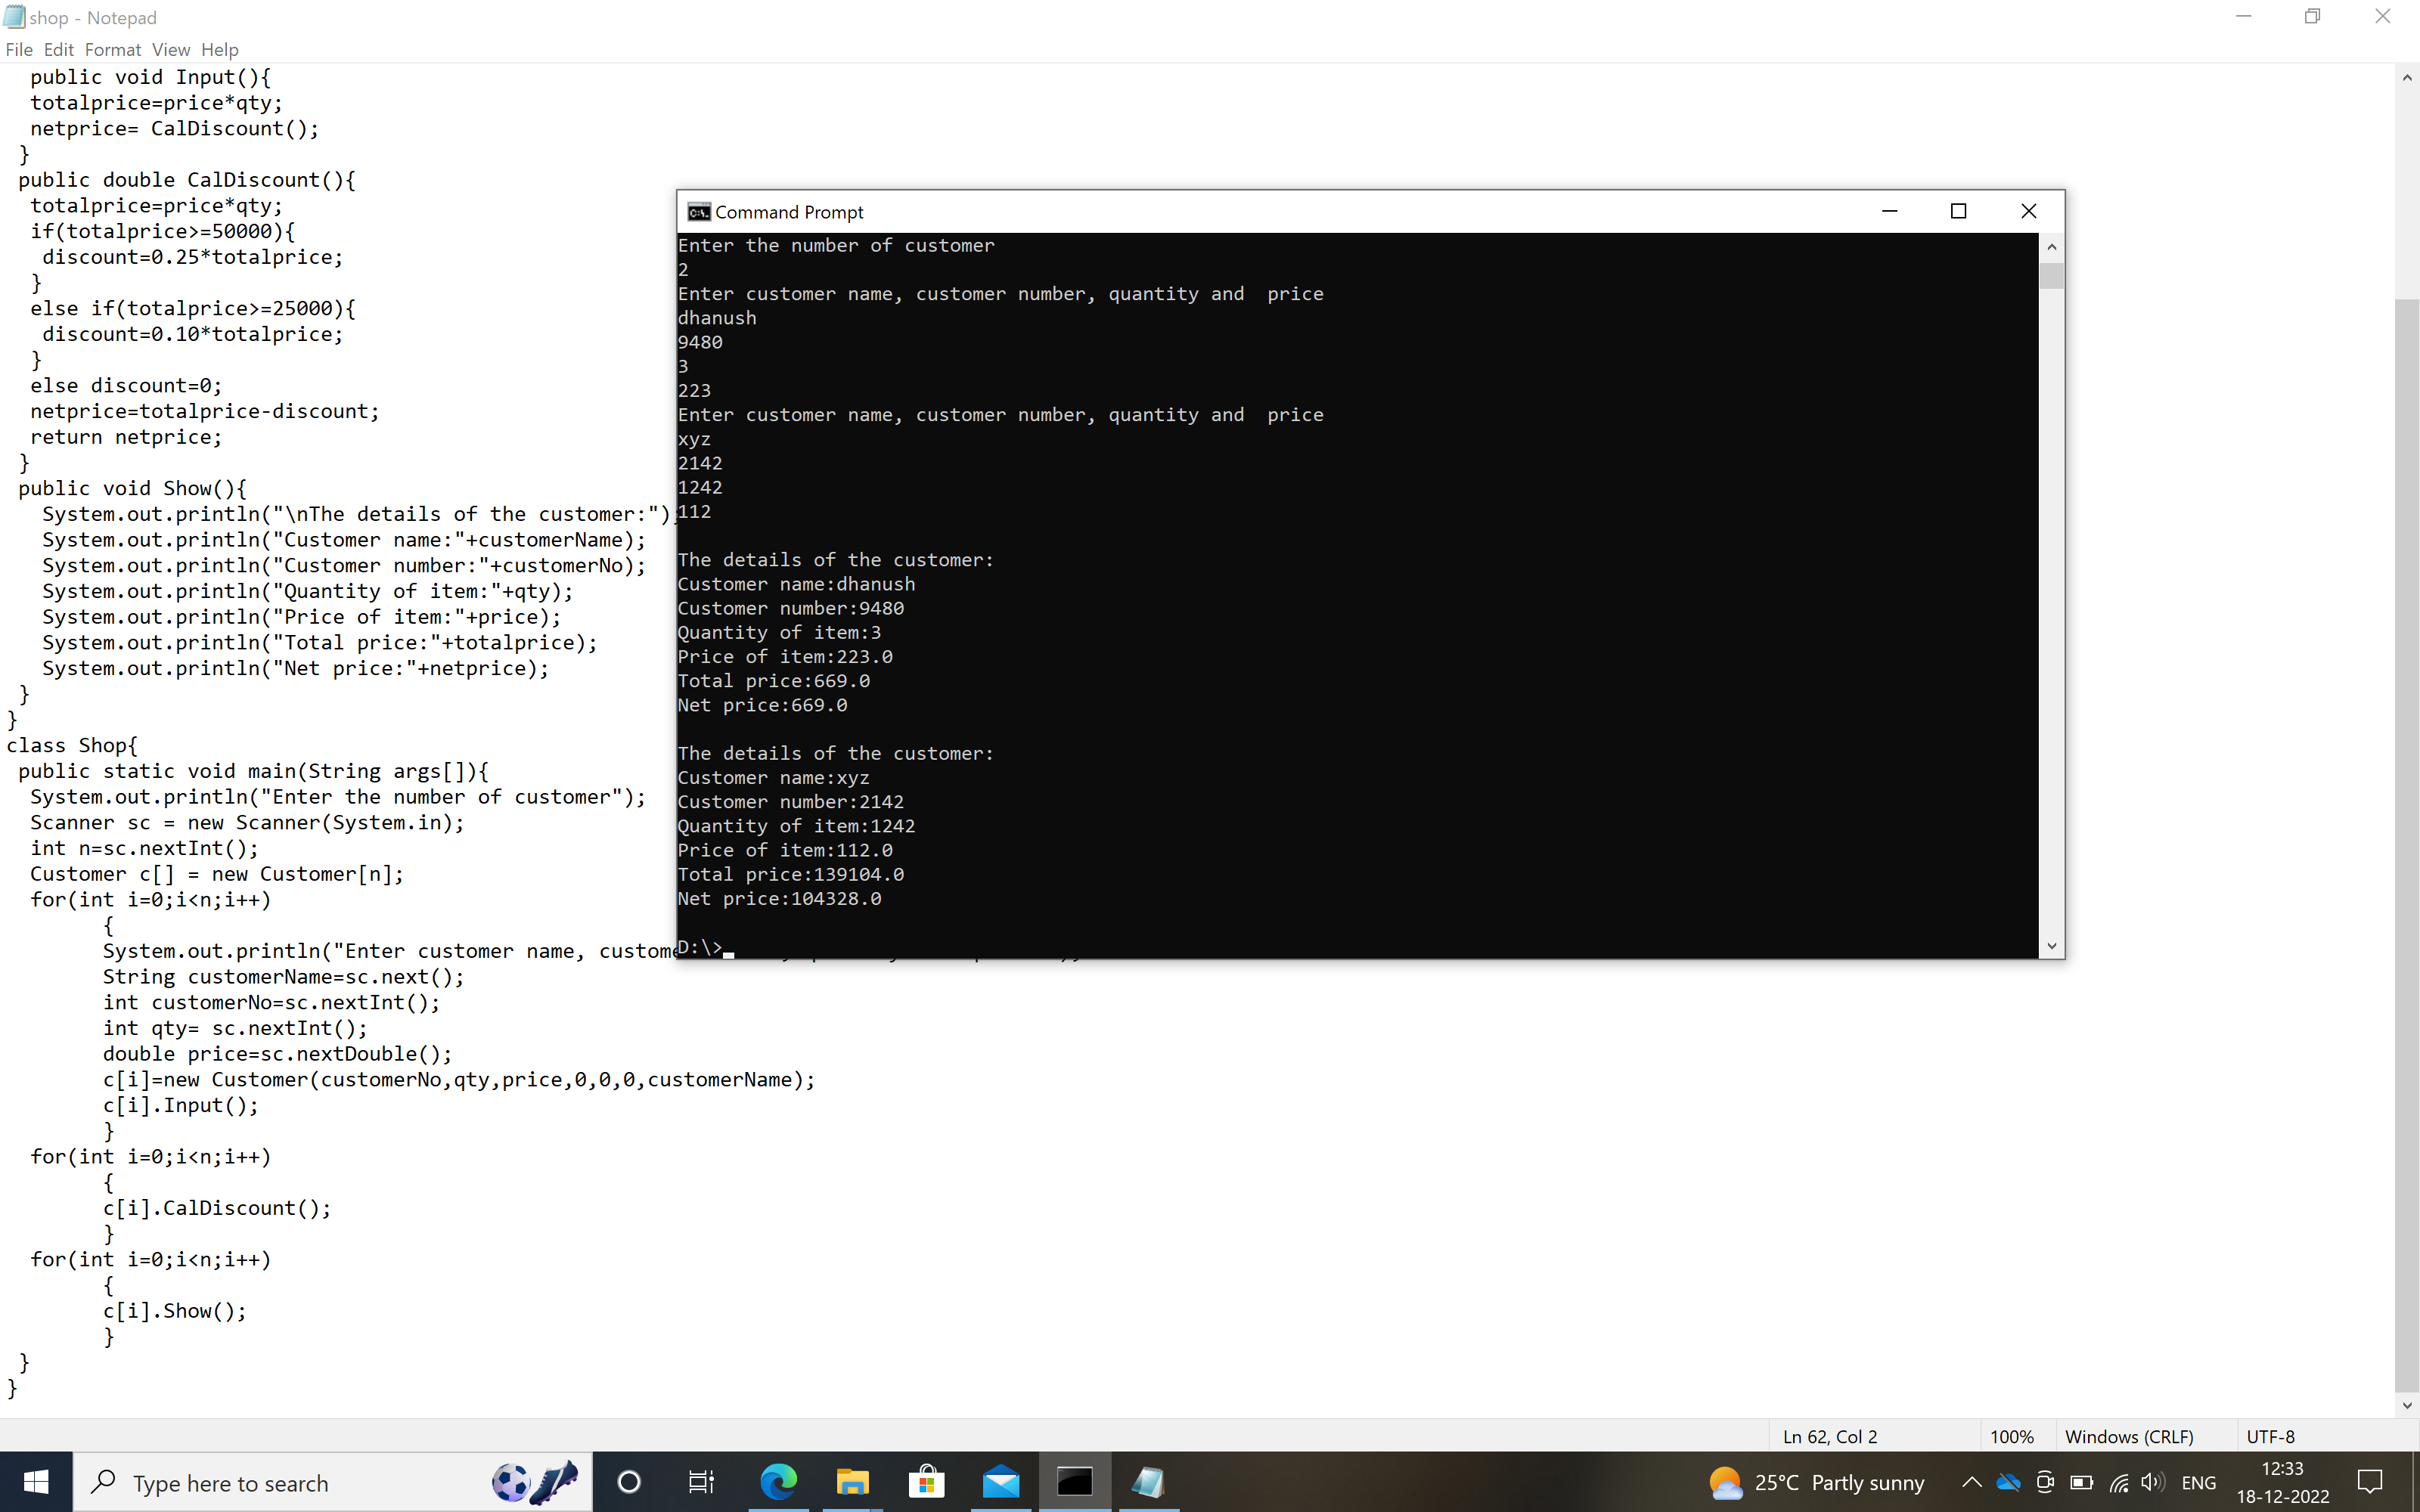 shop - Notepad
File Edit Format View Help
public void Input(){
totalprice=price*qty;
netprice= CalDiscount();
}
public double CalDiscount(){
totalprice=price*qty;
if(totalprice>=50000){
discount=0.25*totalprice;
}
else if(totalprice>=25000){
discount=0.10*totalprice;
}
else discount=0;
netprice=totalprice-discount;
return netprice;
}
public void Show(){
System.out.println("\nThe details of the customer:");
System.out.println("Customer name:"+customerName);
System.out.println("Customer number:"+customerNo);
System.out.println("Quantity of item:"+qty);
System.out.println("Price of item:"+price);
System.out.println("Total price:"+totalprice);
System.out.println("Net price:"+netprice);
}
}
class Shop{
public static void main(String args[]){
System.out.println("Enter the number of customer");
Scanner sc = new Scanner(System.in);
int n=sc.nextInt();
Customer c[] = new Customer[n];
for(int i=0;i<n;i++)
{
System.out.println("Enter customer name,
String customerName=sc.next();
int customerNo=sc.nextInt();
int qty= sc.nextInt();
double price=sc.nextDouble();
c[i]=new Customer(customerNo,qty,price,0,0,0,customerName);
c[i].Input();
}
for(int i=0;i<n;i++)
{
c[i].CalDiscount();
}
for(int i=0;i<n;i++)
{
c[i].Show();
}
}
}
Command Prompt
Enter the number of customer
2
Enter customer name, customer number, quantity and  price
dhanush
9480
3
223
Enter customer name, customer number, quantity and  price
xyz
2142
1242
112
The details of the customer:
Customer name:dhanush
Customer number:9480
Quantity of item:3
Price of item:223.0
Total price:669.0
Net price:669.0
The details of the customer:
Customer name:xyz
Customer number:2142
Quantity of item:1242
Price of item:112.0
Total price:139104.0
Net price:104328.0
D:\>
Ln 62, Col 2
100%
Windows (CRLF)
UTF-8
Type here to search
25°C Partly sunny
ENG
12:33
18-12-2022